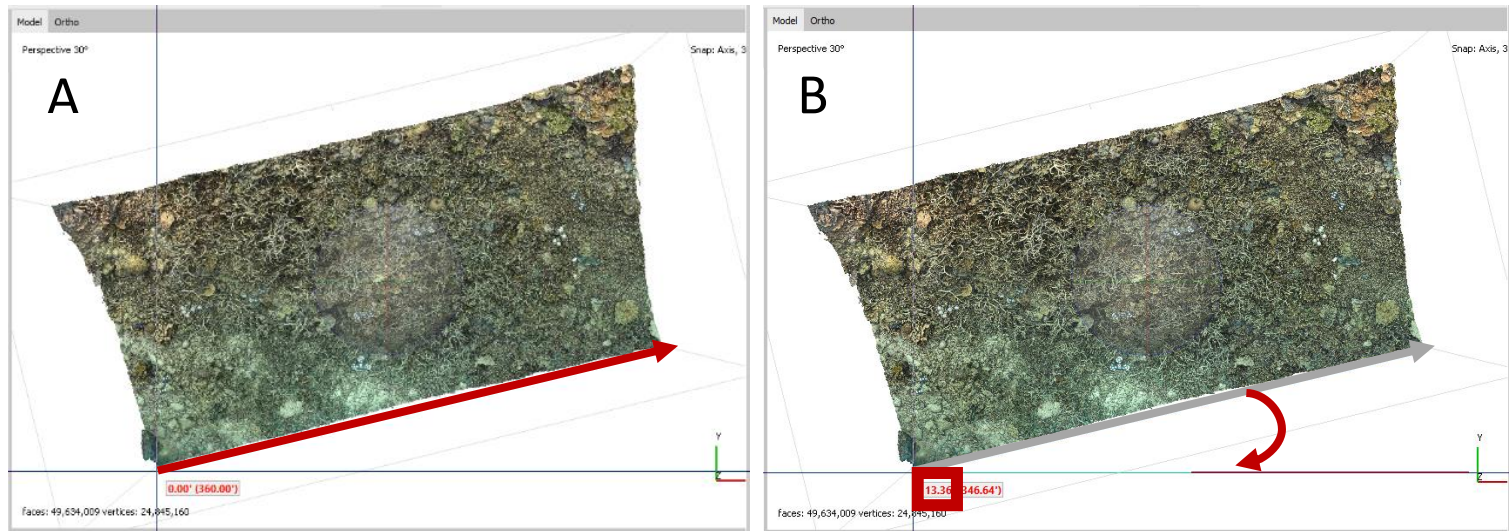 Model Ortho
Perspective 30°
Snap: Axis, 3
A
0.00' (360.00')
Y
Z
faces: 49,634,009 vertices: 24,845,160
Model Ortho
Perspective 30°
Snap: Axis, 3
B
13.36 346.64')
Y
Z
faces: 49,634,009 vertices: 24,845,160